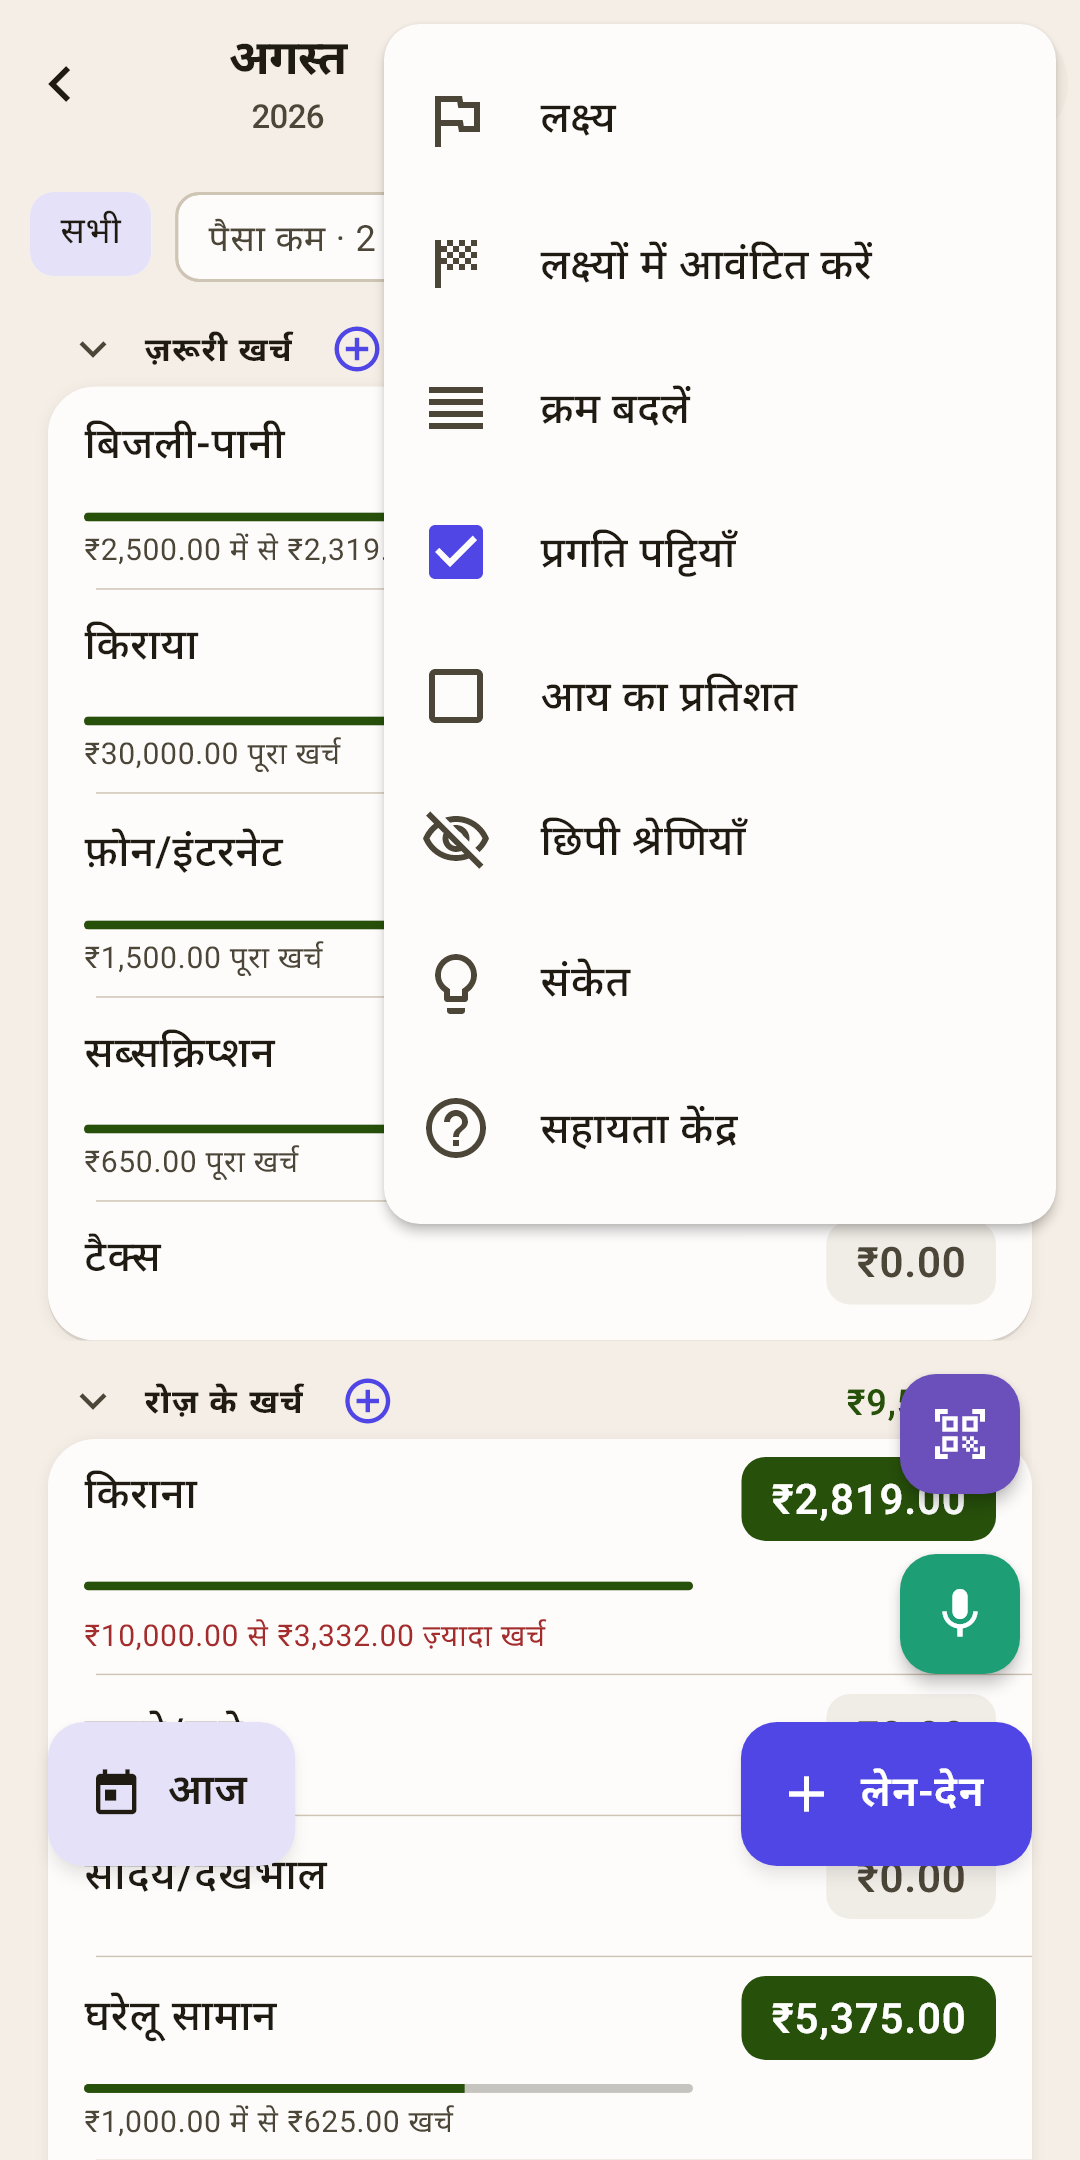 अगस्त
2026
सभी
पैसा कम · 2
ज़रूरी खर्च
बिजली-पानी
₹2,500.00 में से ₹2,319.
किराया
₹30,000.00 पूरा खर्च
फ़ोन/इंटरनेट
₹1,500.00 पूरा खर्च
सब्सक्रिप्शन
₹650.00 पूरा खर्च
टैक्स
₹0.00
लक्ष्य
लक्ष्यों में आवंटित करें
क्रम बदलें
प्रगति पट्टियाँ
आय का प्रतिशत
छिपी श्रेणियाँ
संकेत
सहायता केंद्र
रोज़ के खर्च
किराना
₹2,819.00
₹10,000.00 से ₹3,332.00 ज़्यादा खर्च
आज
लेन-देन
सौंदर्य/देखभाल
₹0.00
घरेलू सामान
₹5,375.00
₹1,000.00 में से ₹625.00 खर्च